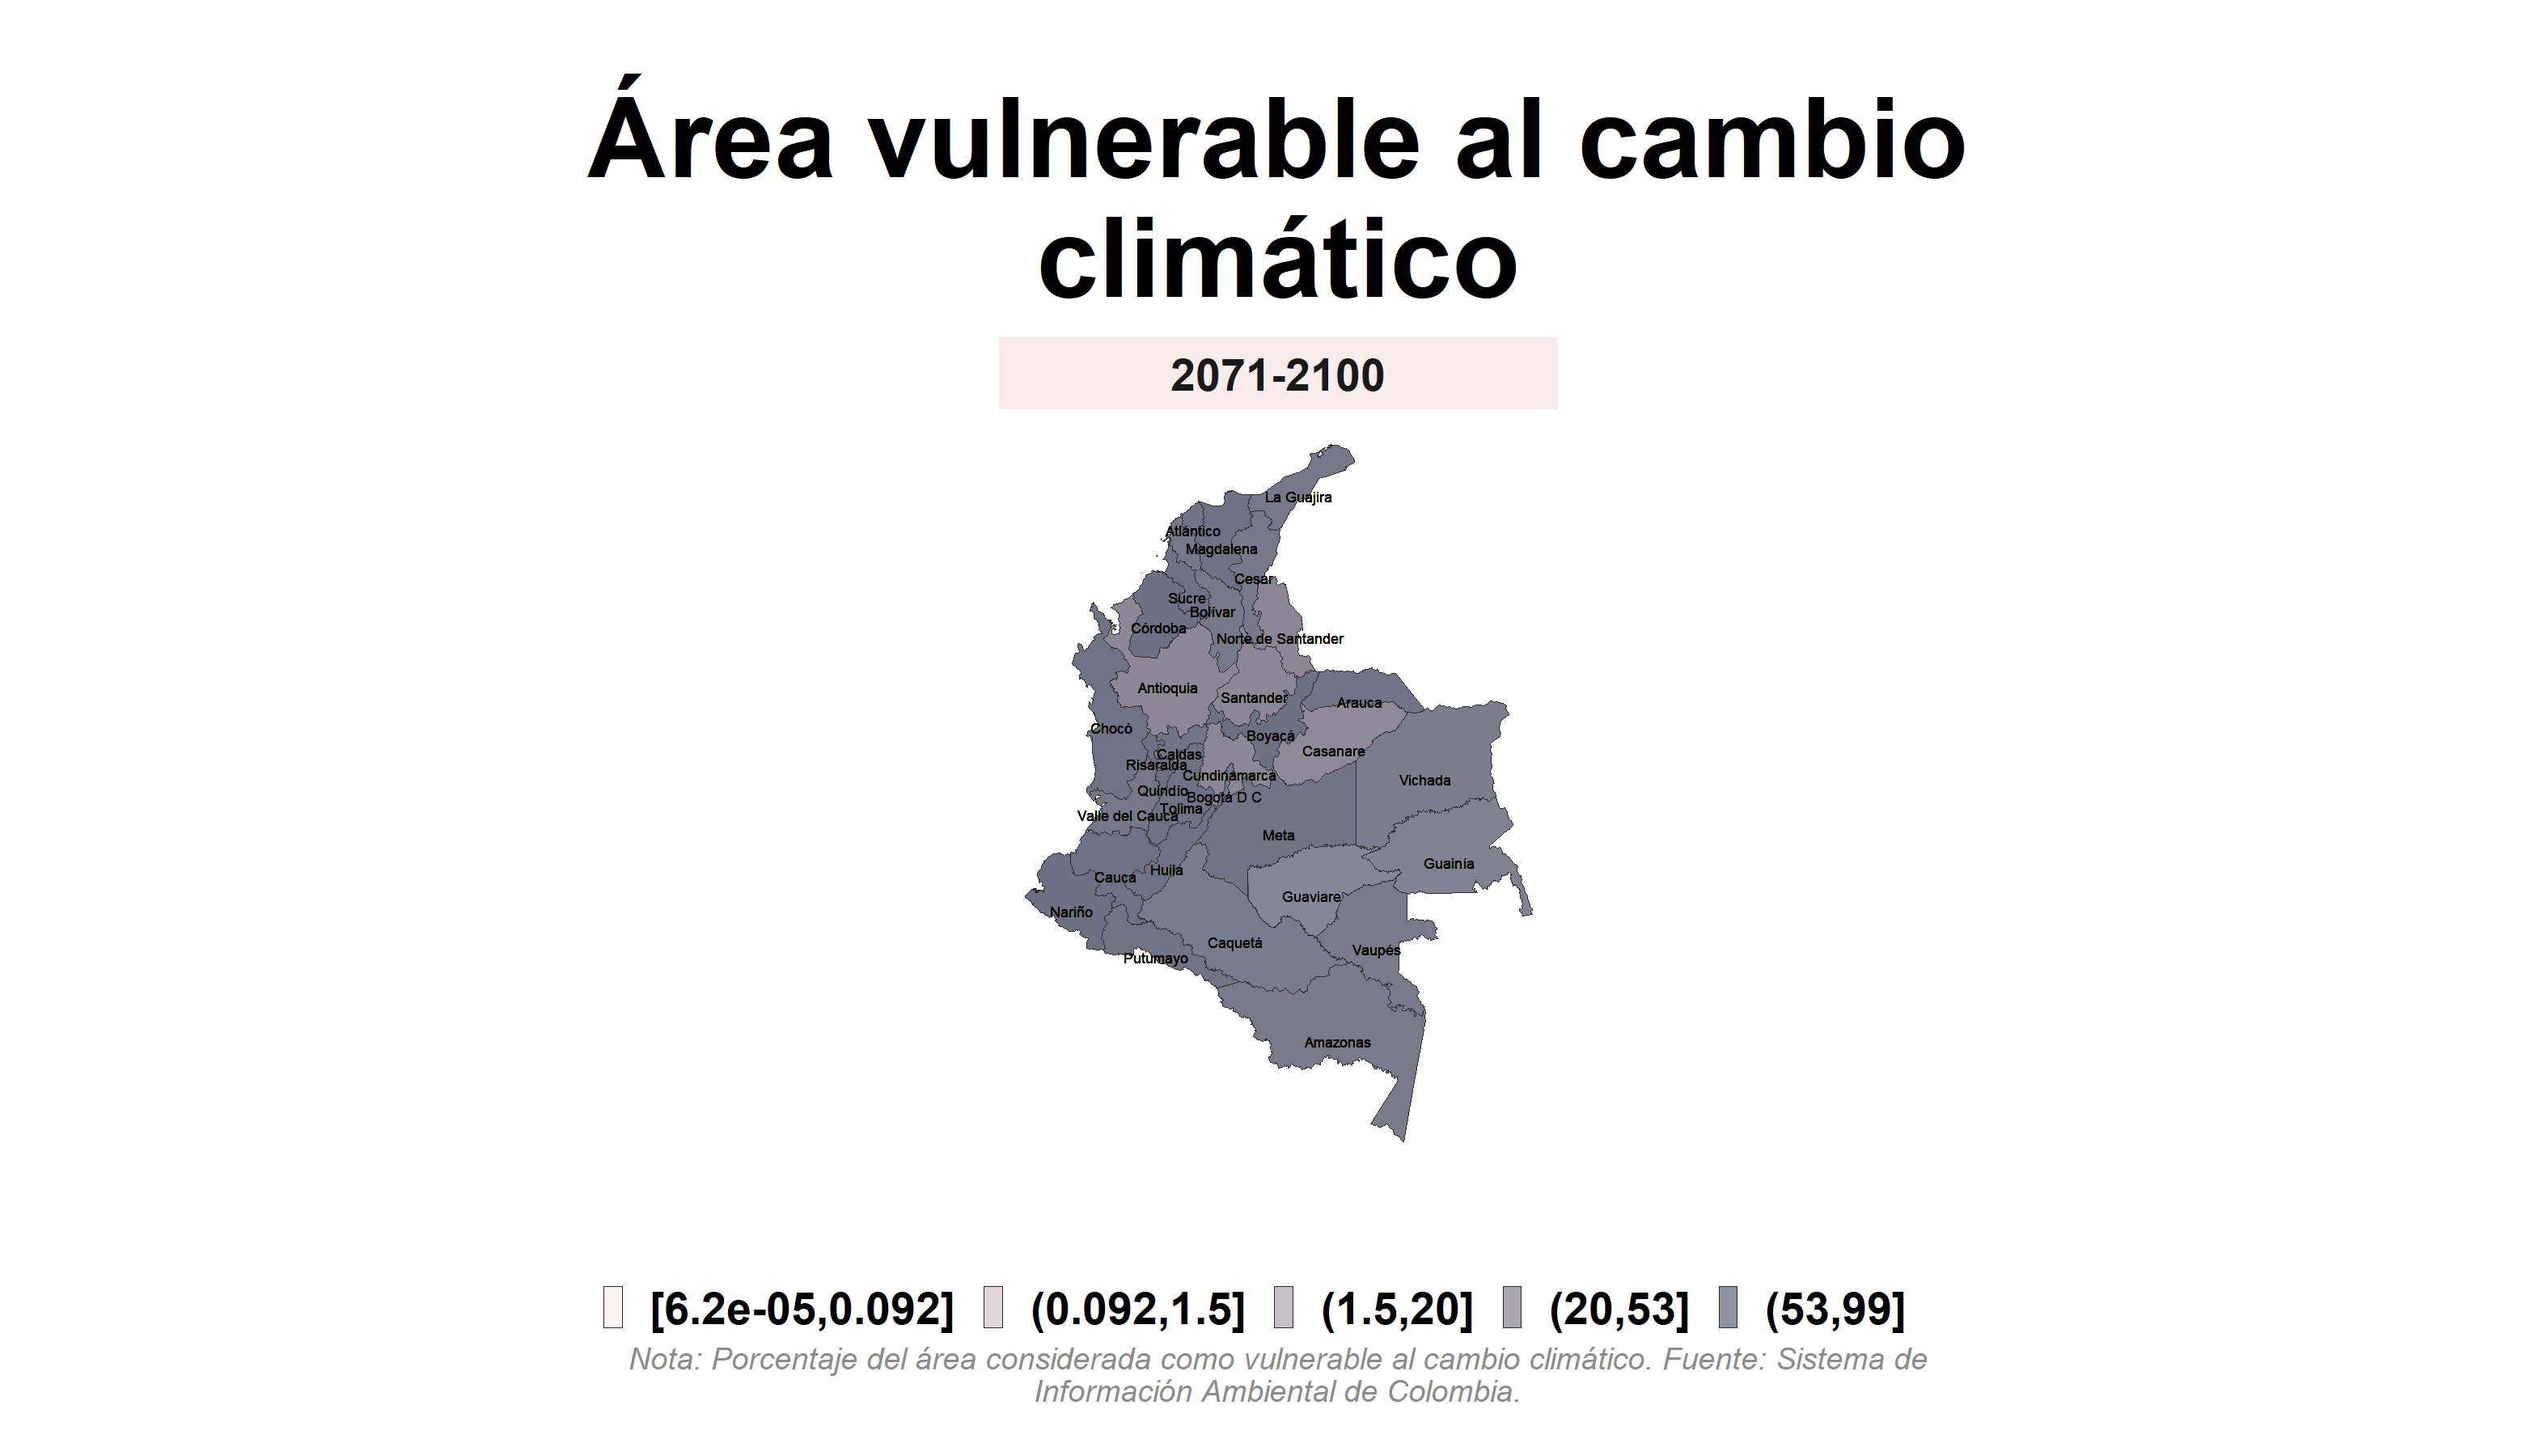 Área vulnerable al cambio
climático
2071-2100
La Guajira
Atlántico
Magdalena
Cesar
Sucre
Bolívar
Córdoba
Norte de Santander
Antioquia
Santander
Arauca
Chocó
Boyacá
Casanare
Caldas
Risaralda
Cundinamarca
Vichada
Quindío
Bogotá D C
Tolima
Valle del Cauca
Meta
Guainía
Huila
Cauca
Guaviare
Nariño
Caquetá
Vaupés
Putumayo
Amazonas
[6.2e-05,0.092] (0.092,1.5] (1.5,20] (20,53] (53,99]
Nota: Porcentaje del área considerada como vulnerable al cambio climático. Fuente: Sistema de
Información Ambiental de Colombia.